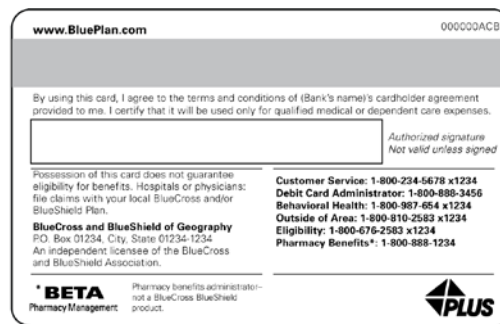 www.BluePlan.com
000000ACB
By using this card, I agree to the terms and conditions of (Bank's name)'s cardholder agreement
provided to me. I certify that it will be used only for qualified medical or dependent care expenses.
Authorized signature
Not valid unless signed
Possession of this card does not guarantee
eligibility for benefits. Hospitals or physicians:
file claims with your local BlueCross and/or
BlueShield Plan.
BlueCross and BlueShield of Geography
P.O. Box 01234, City, State 01234-1234
An independent licensee of the BlueCross
and BlueShield Association.
Customer Service: 1-800-234-5678 x1234
Debit Card Administrator: 1-800-888-3456
Behavioral Health: 1-800-987-654 x1234
Outside of Area: 1-800-810-2583 x1234
Eligibility: 1-800-676-2583 x1234
Pharmacy Benefits*: 1-800-888-1234
* BETA
Pharmacy Management
Pharmacy benefits administrator-
not a BlueCross BlueShield
product.
PLUS